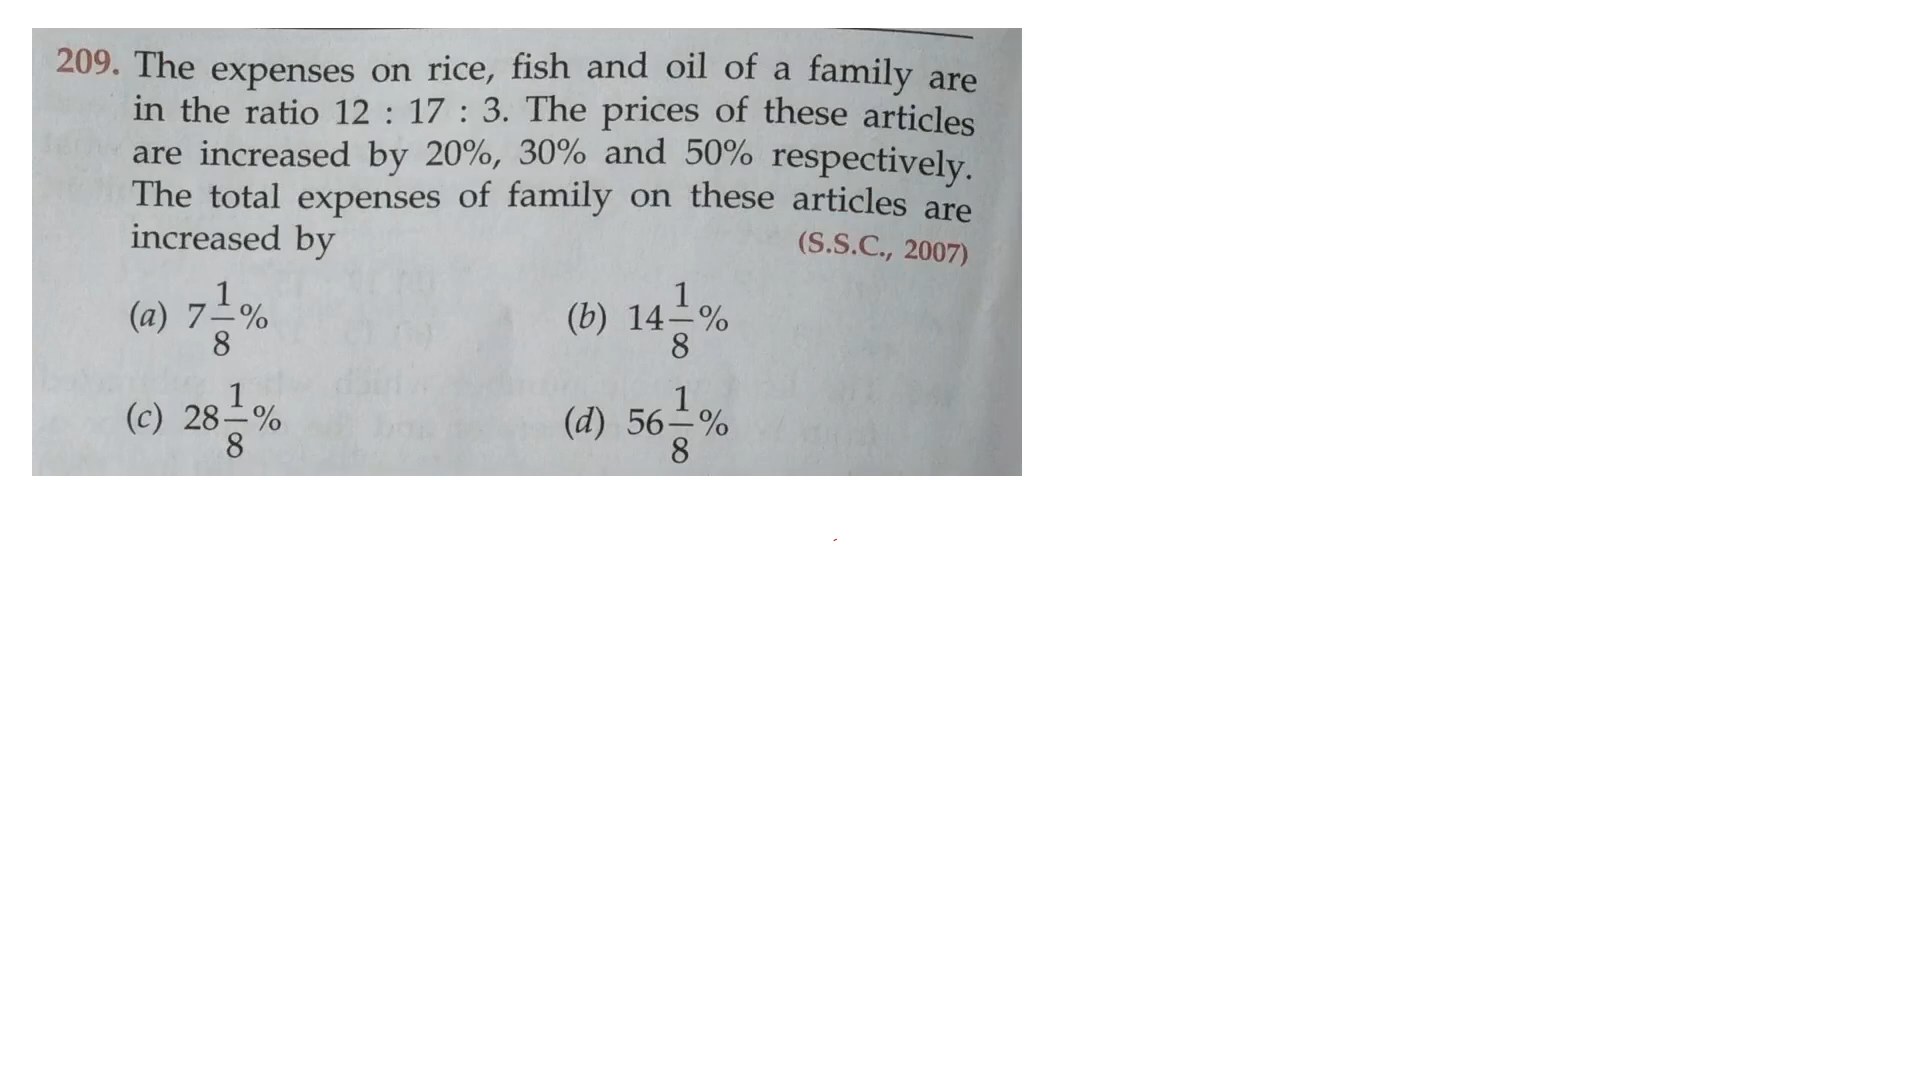 209. The expenses on rice, fish and oil of a family are
in the ratio 12 : 17 : 3. The prices of these articles
are increased by 20%, 30% and 50% respectively.
The total expenses of family on these articles are
increased by (S.S.C., 2007)
(a) 7 1/8 % (b) 14 1/8 %
(c) 28 1/8 % (d) 56 1/8 %